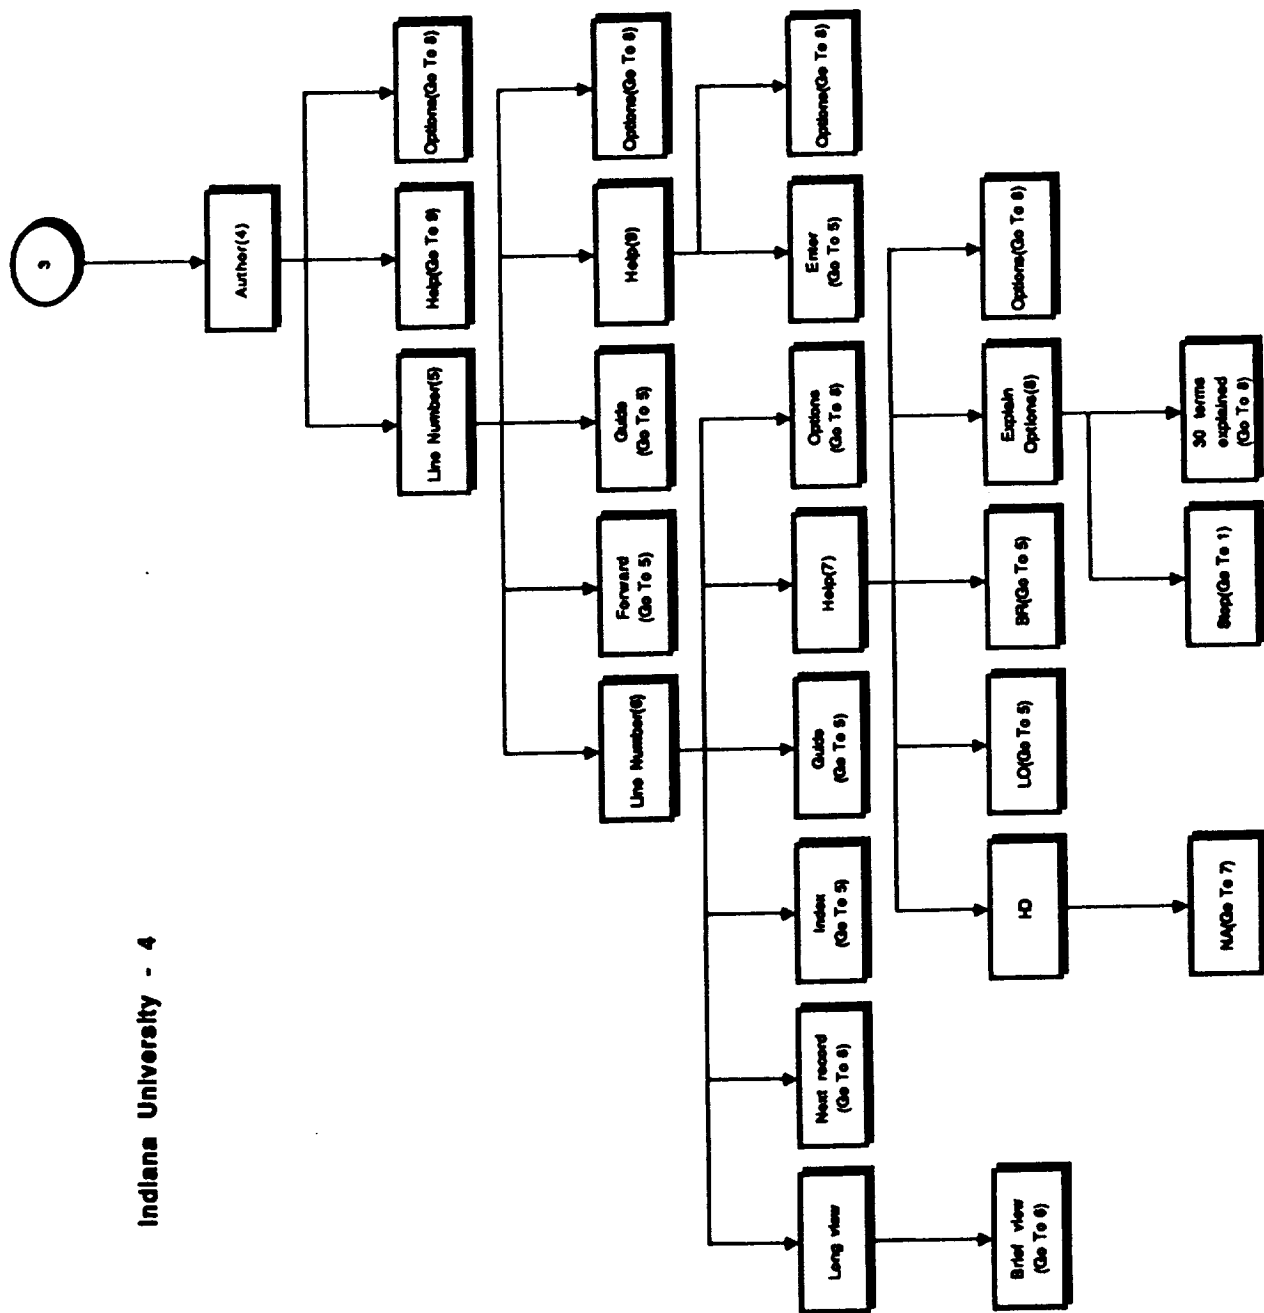 Indiana University - 4
3
Author(4)
Line Number(5)
Help(Go To 9)
Options(Go To 8)
Line Number(6)
Forward
(Go To 5)
Guide
(Go To 5)
Help(9)
Options(Go To 8)
Long view
Next record
(Go To 6)
Index
(Go To 5)
Guide
(Go To 5)
Help(7)
Options
(Go To 8)
Enter
(Go To 5)
Options(Go To 8)
Brief view
(Go To 6)
HD
LO(Go To 5)
BR(Go To 5)
Explain
Options(8)
Options(Go To 8)
NA(Go To 7)
Stop(Go To 1)
30 terms
explained
(Go To 8)